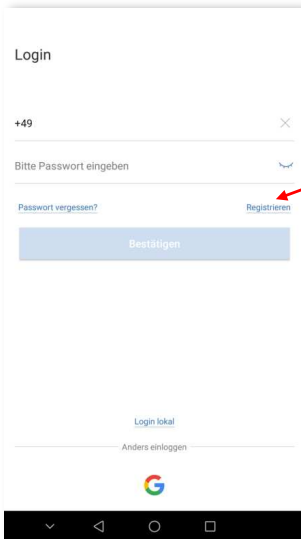 Login
+49
Bitte Passwort eingeben
Passwort vergessen? Registrieren
Bestätigen
Login lokal
Anders einloggen